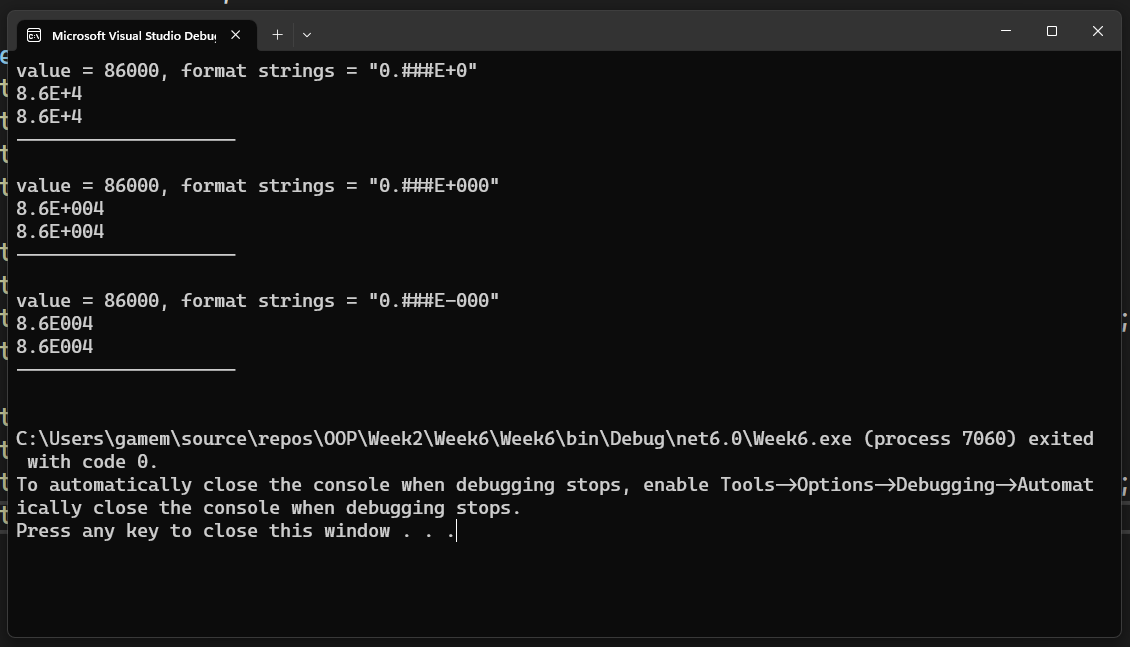 Microsoft Visual Studio Debug
value = 86000, format strings = "0.###E+0"
8.6E+4
8.6E+4
────────────────────
value = 86000, format strings = "0.###E+000"
8.6E+004
8.6E+004
────────────────────
value = 86000, format strings = "0.###E-000"
8.6E004
8.6E004
────────────────────
C:\Users\gamem\source\repos\OOP\Week2\Week6\Week6\bin\Debug\net6.0\Week6.exe (process 7060) exited
with code 0.
To automatically close the console when debugging stops, enable Tools->Options->Debugging->Automat
ically close the console when debugging stops.
Press any key to close this window . . .